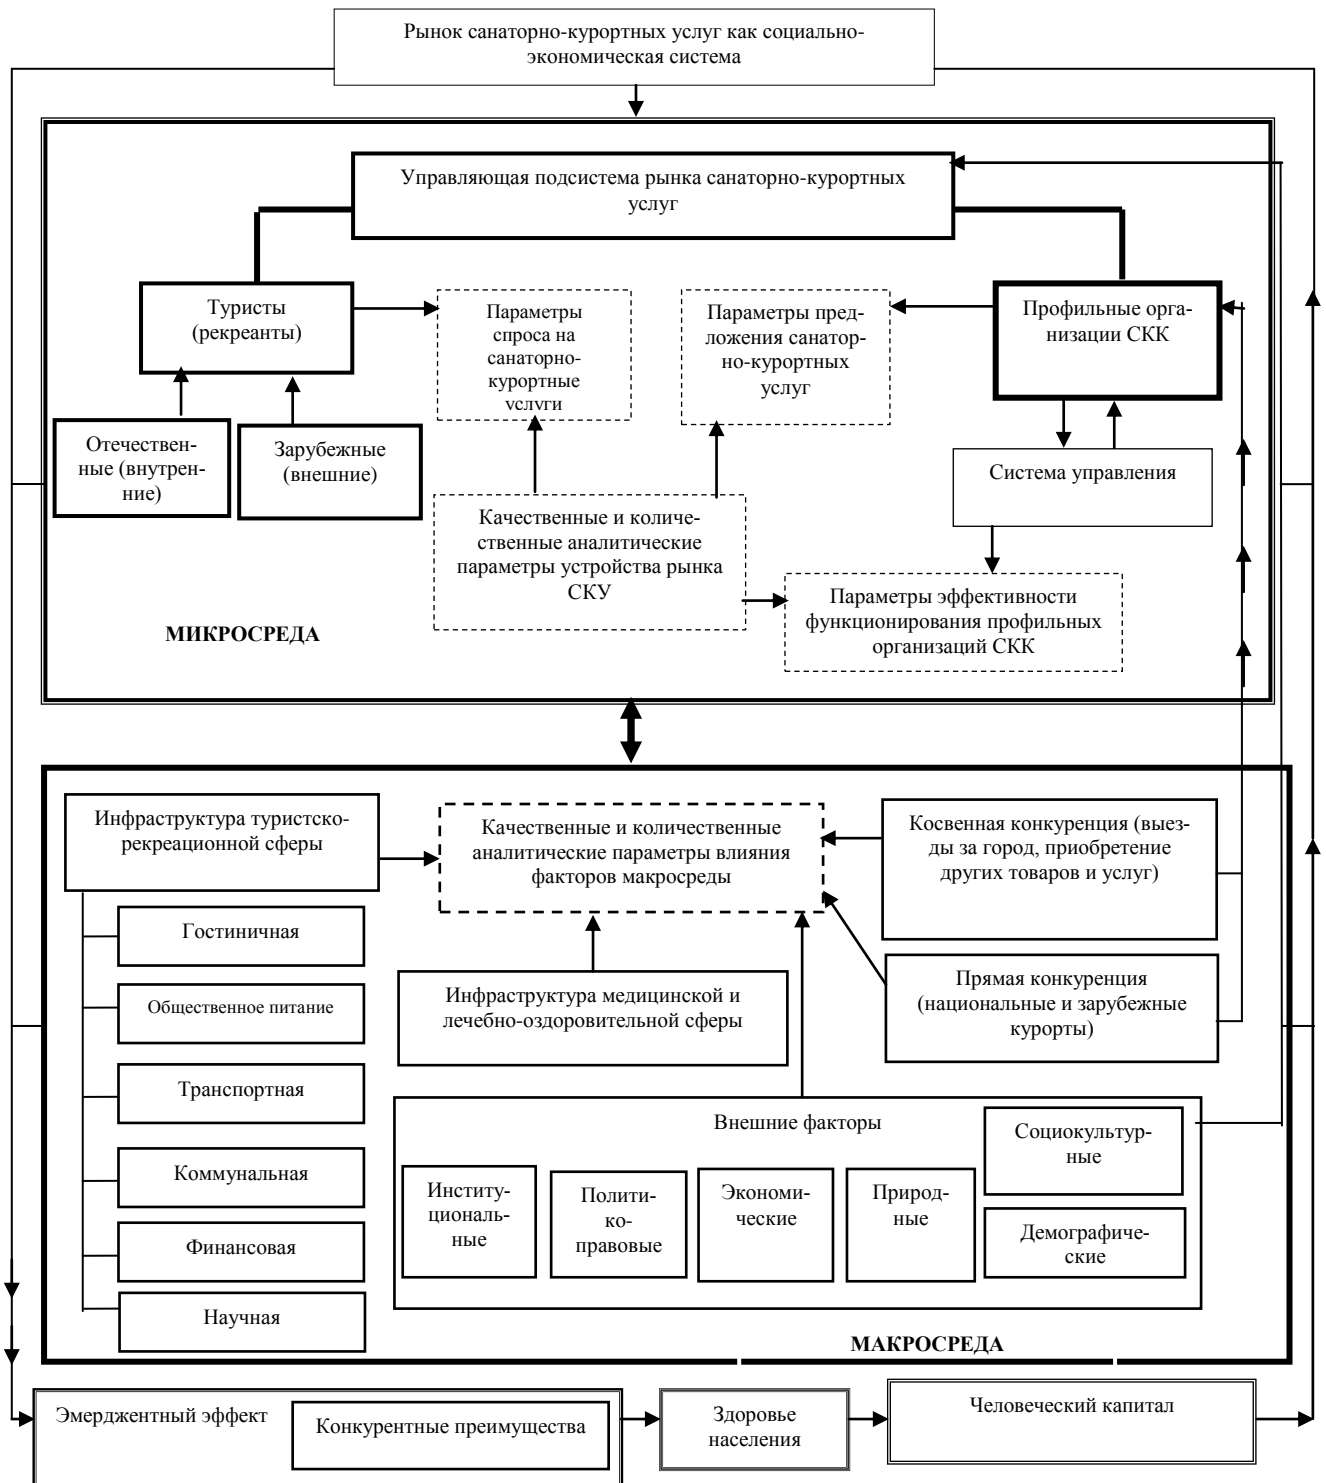 Рынок санаторно-курортных услуг как социально-
экономическая система
Управляющая подсистема рынка санаторно-курортных
услуг
Туристы
(рекреанты)
Параметры
спроса на
санаторно-
курортные
услуги
Параметры пред-
ложения санатор-
но-курортных
услуг
Профильные орга-
низации СКК
Отечествен-
ные (внутрен-
ние)
Зарубежные
(внешние)
Система управления
Качественные и количе-
ственные аналитические
параметры устройства рынка
СКУ
Параметры эффективности
функционирования профильных
организаций СКК
МИКРОСРЕДА
Инфраструктура туристско-
рекреационной сферы
Качественные и количественные
аналитические параметры влияния
факторов макросреды
Косвенная конкуренция (выез-
ды за город, приобретение
других товаров и услуг)
Гостиничная
Общественное питание
Транспортная
Коммунальная
Финансовая
Научная
Инфраструктура медицинской и
лечебно-оздоровительной сферы
Прямая конкуренция
(национальные и зарубежные
курорты)
Внешние факторы
Институ-
циональ-
ные
Полити-
ко-
правовые
Экономи-
ческие
Природ-
ные
Социокультур-
ные
Демографиче-
ские
МАКРОСРЕДА
Эмерджентный эффект
Конкурентные преимущества
Здоровье
населения
Человеческий капитал